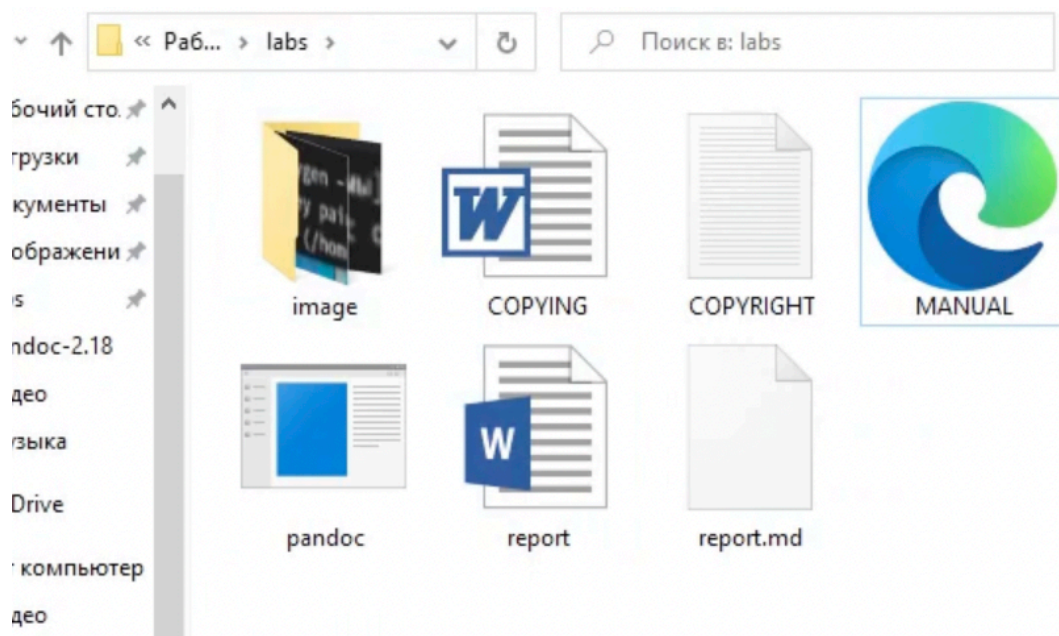 « Раб... > labs >
Поиск в: labs
бочий сто.
грузки
кументы
ображени
s
ndoc-2.18
део
узыка
Drive
компьютер
део
image
COPYING
COPYRIGHT
MANUAL
pandoc
report
report.md